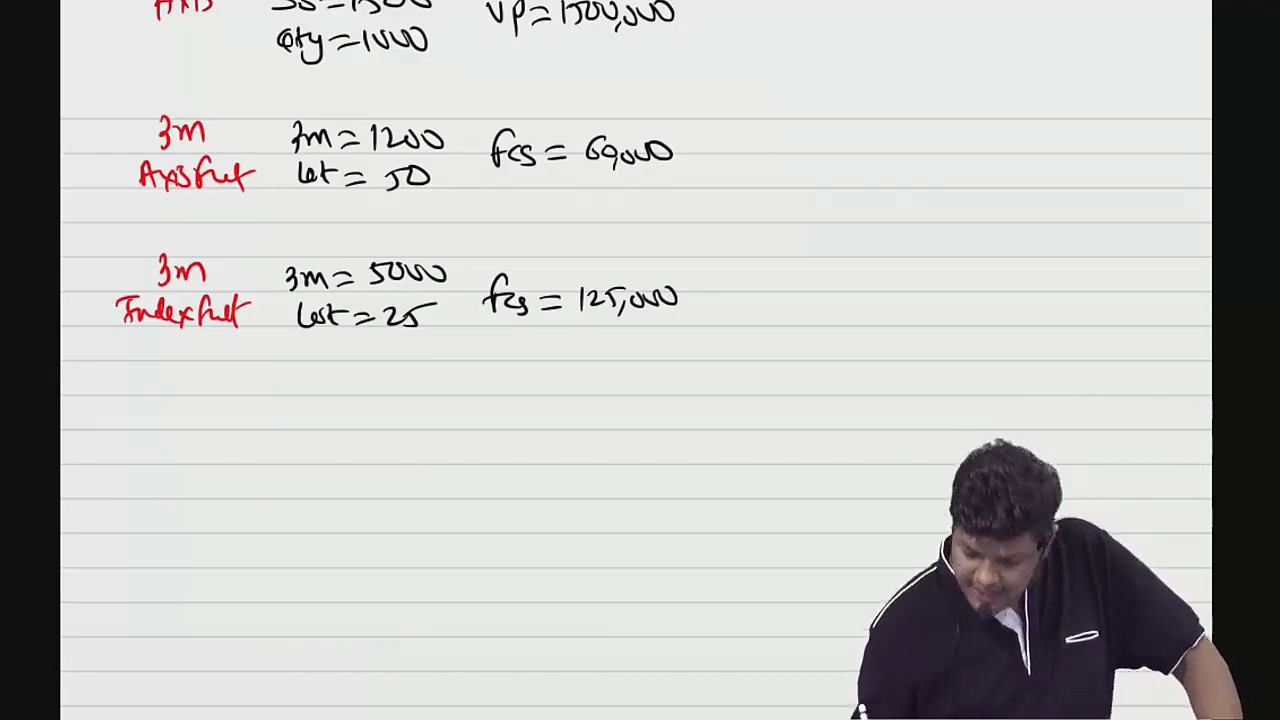 Axis
Qty = 1000
VP = 1500,000
3m
Axis fut
3m = 1200
Lot = 50
fcs = 60,000
3m
Index fut
3m = 5000
Lot = 25
fcs = 125,000